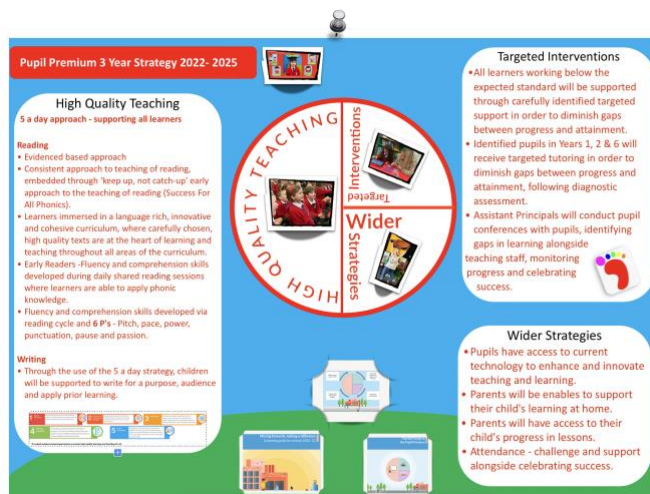 Pupil Premium 3 Year Strategy 2022- 2025
High Quality Teaching
5 a day approach - supporting all learners
Reading
• Evidenced based approach
• Consistent approach to teaching of reading,
embedded through 'keep up, not catch-up' early
approach to the teaching of reading (Success For
All Phonics).
• Learners immersed in a language rich, innovative
and cohesive curriculum, where carefully chosen,
high quality texts are at the heart of learning and
teaching throughout all areas of the curriculum.
• Early Readers -Fluency and comprehension skills
developed during daily shared reading sessions
where learners are able to apply phonic
knowledge.
• Fluency and comprehension skills developed via
reading cycle and 6 P's - Pitch, pace, power,
punctuation, pause and passion.
Writing
• Through the use of the 5 a day strategy, children
will be supported to write for a purpose, audience
and apply prior learning.
HIGH QUALITY TEACHING
Targeted
Interventions
Wider
Strategies
Targeted Interventions
•All learners working below the
expected standard will be supported
through carefully identified targeted
support in order to diminish gaps
between progress and attainment.
• Identified pupils in Years 1, 2 & 6 will
receive targeted tutoring in order to
diminish gaps between progress and
attainment, following diagnostic
assessment.
• Assistant Principals will conduct pupil
conferences with pupils, identifying
gaps in learning alongside
teaching staff, monitoring
progress and celebrating
success.
Wider Strategies
• Pupils have access to current
technology to enhance and innovate
teaching and learning.
• Parents will be enables to support
their child's learning at home.
• Parents will have access to their
child's progress in lessons.
• Attendance - challenge and support
alongside celebrating success.